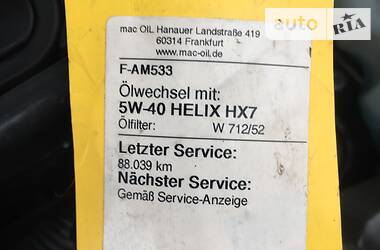 mac OIL Hanauer Landstraße 419
60314 Frankfurt
www.mac-oil.de
F-AM533
Ölwechsel mit:
5W-40 HELIX HX7
Ölfilter: W 712/52
Letzter Service:
88.039 km
Nächster Service:
Gemäß Service-Anzeige
auto RIA